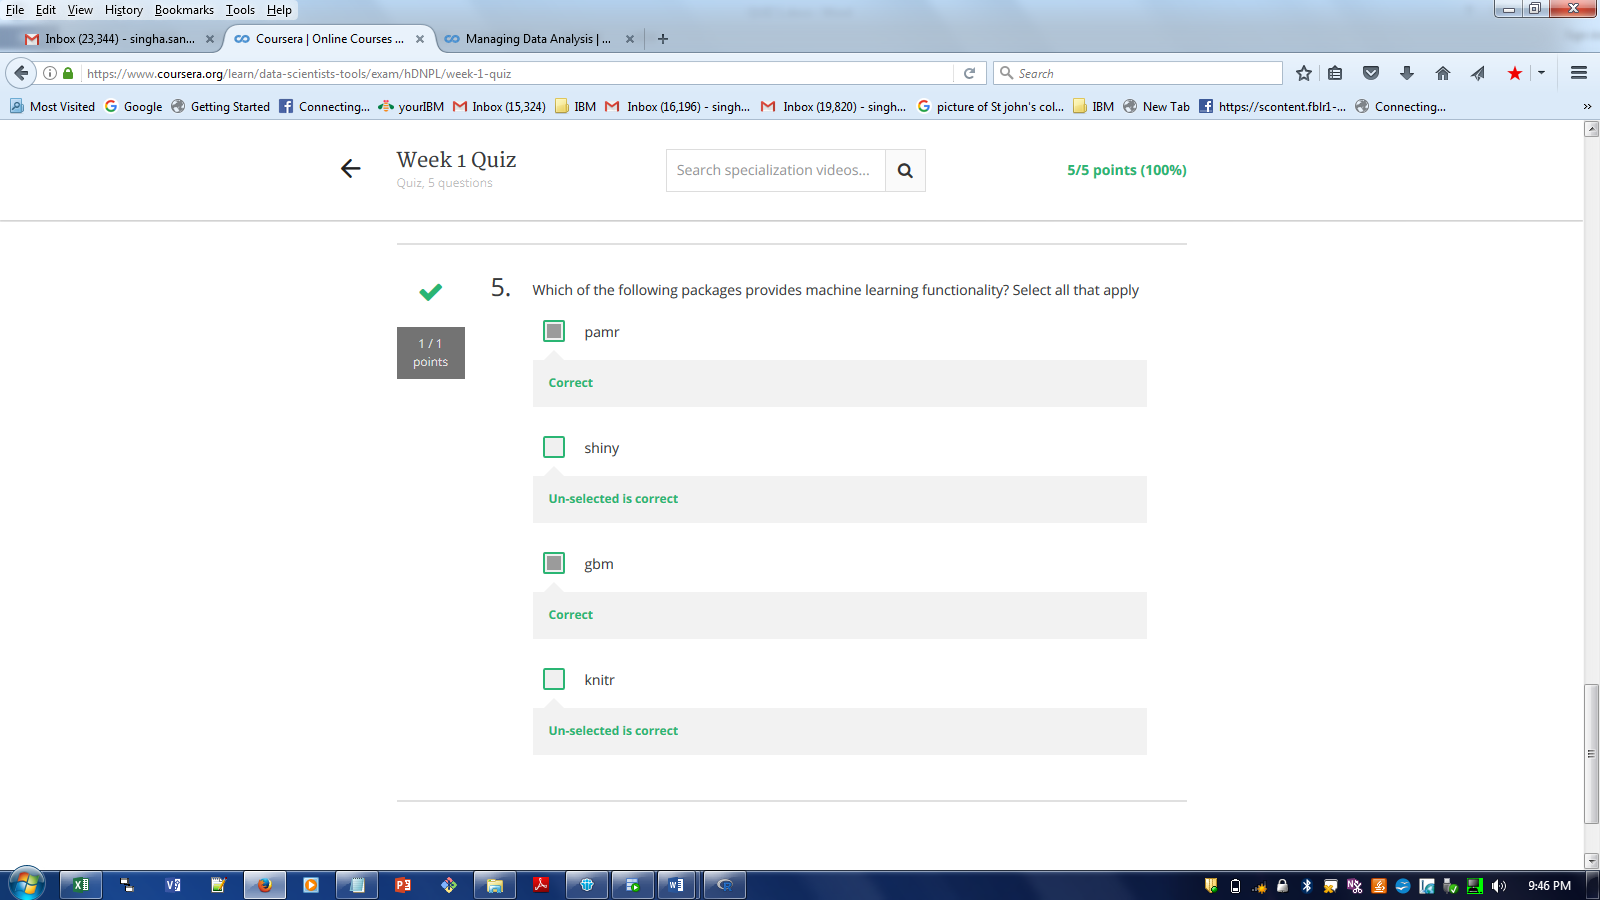 File Edit View History Bookmarks Tools Help
Inbox (23,344) - singha.san... Coursera | Online Courses ... Managing Data Analysis | ...
https://www.coursera.org/learn/data-scientists-tools/exam/hDNPL/week-1-quiz Search
Most Visited Google Getting Started Connecting... yourIBM Inbox (15,324) IBM Inbox (16,196) - singh... Inbox (19,820) - singh... picture of St john's col... IBM New Tab https://scontent.fblr1-... Connecting... »
Week 1 Quiz
Quiz, 5 questions
Search specialization videos...
5/5 points (100%)
5. Which of the following packages provides machine learning functionality? Select all that apply
1 / 1
points
pamr
Correct
shiny
Un-selected is correct
gbm
Correct
knitr
Un-selected is correct
9:46 PM